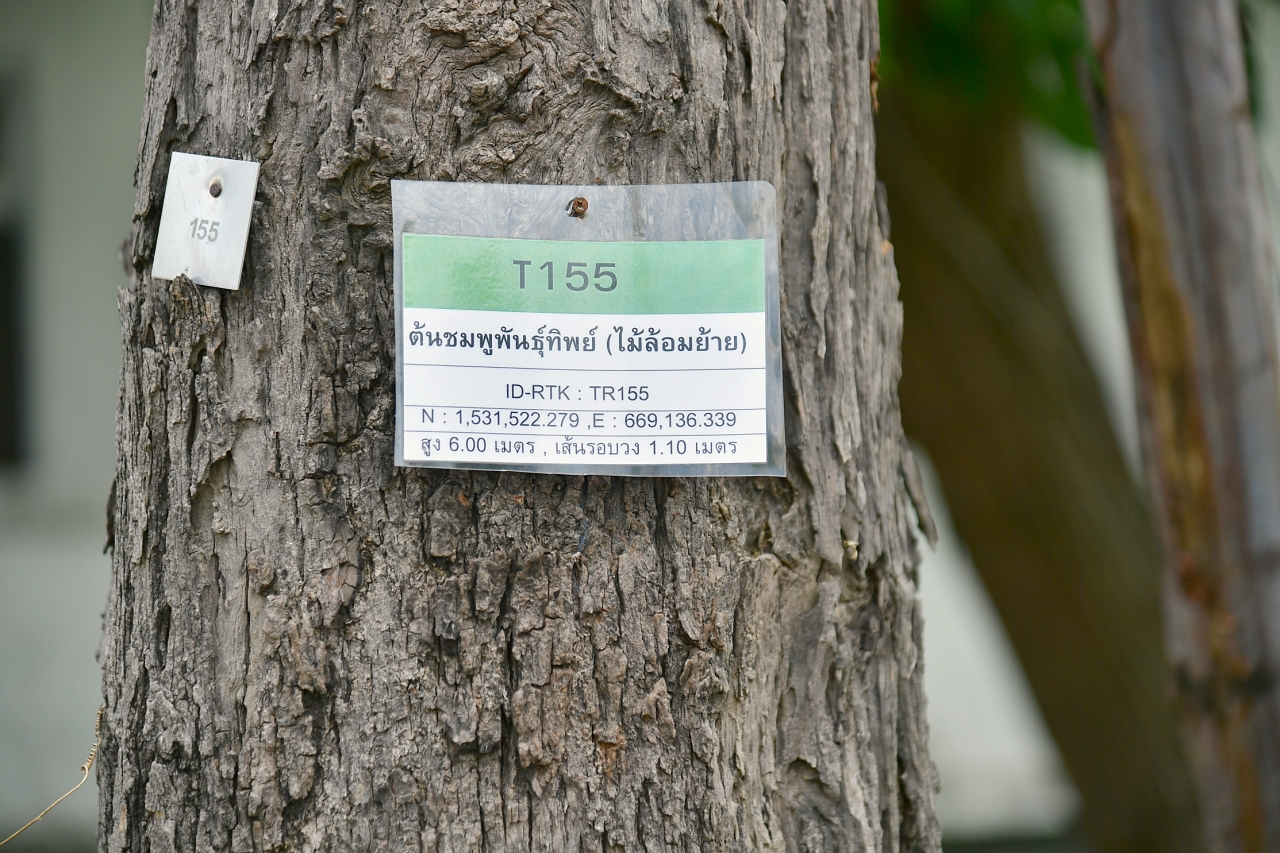 155
T155
ต้นชมพูพันธุ์ทิพย์ (ไม้ล้อมย้าย)
ID-RTK : TR155
N : 1,531,522.279 ,E : 669,136.339
สูง 6.00 เมตร , เส้นรอบวง 1.10 เมตร